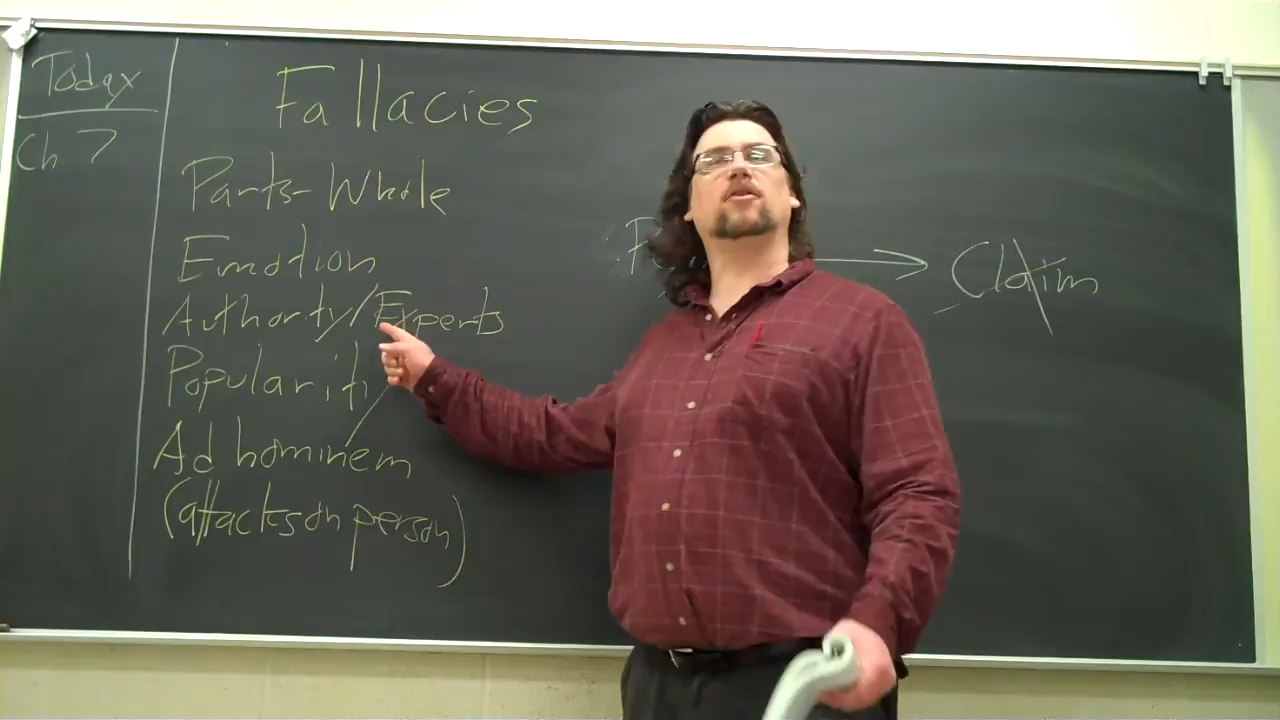 Today
Ch 7
Fallacies
Parts-Whole
Emotion
Authority/Experts
Popularity
Ad hominem
(attacks on person)
Claim